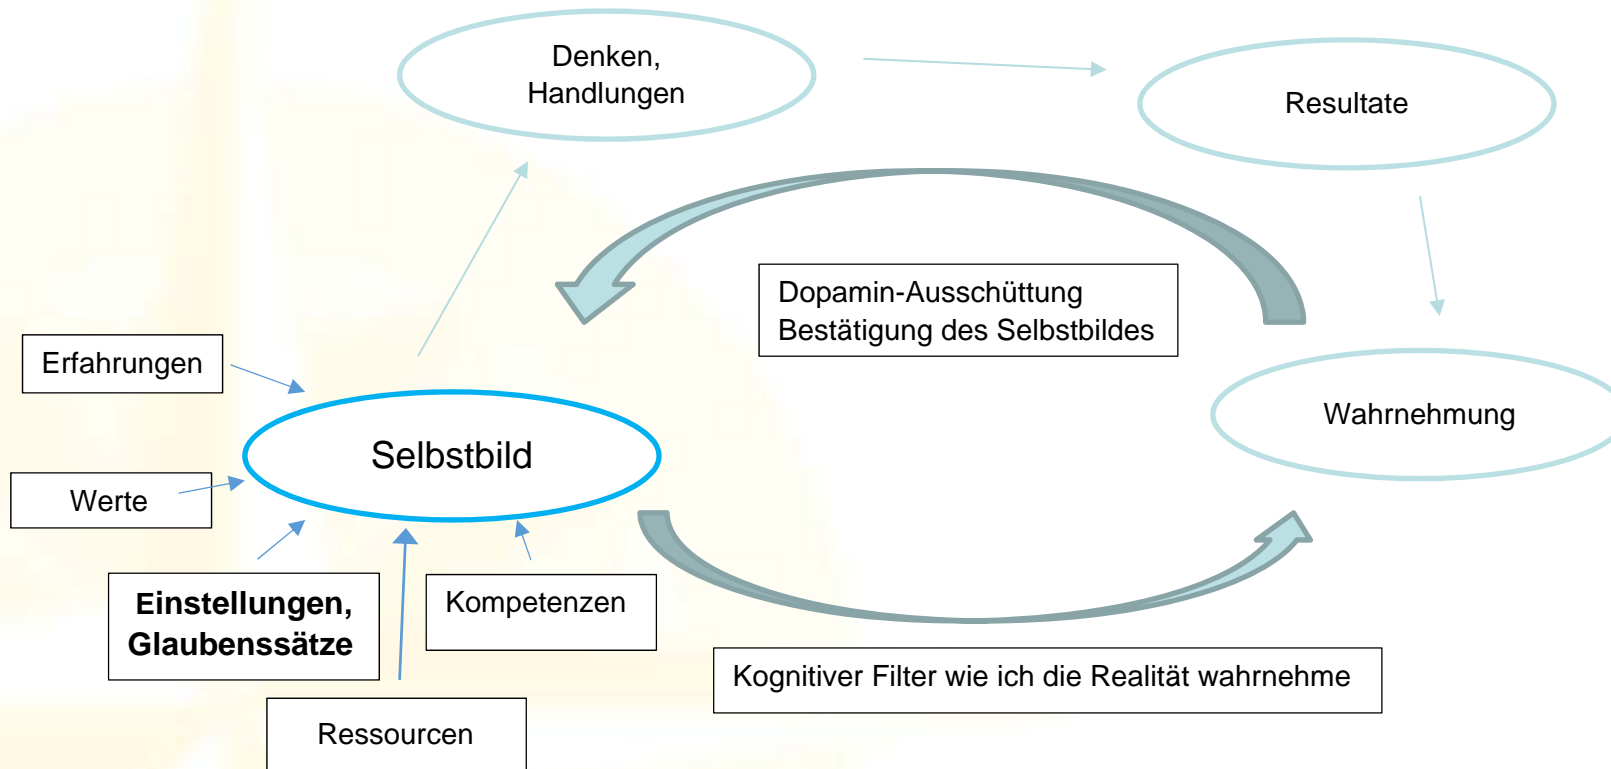 Denken,
Handlungen
Resultate
Dopamin-Ausschüttung
Bestätigung des Selbstbildes
Erfahrungen
Wahrnehmung
Selbstbild
Werte
Einstellungen,
Glaubenssätze
Kompetenzen
Kognitiver Filter wie ich die Realität wahrnehme
Ressourcen